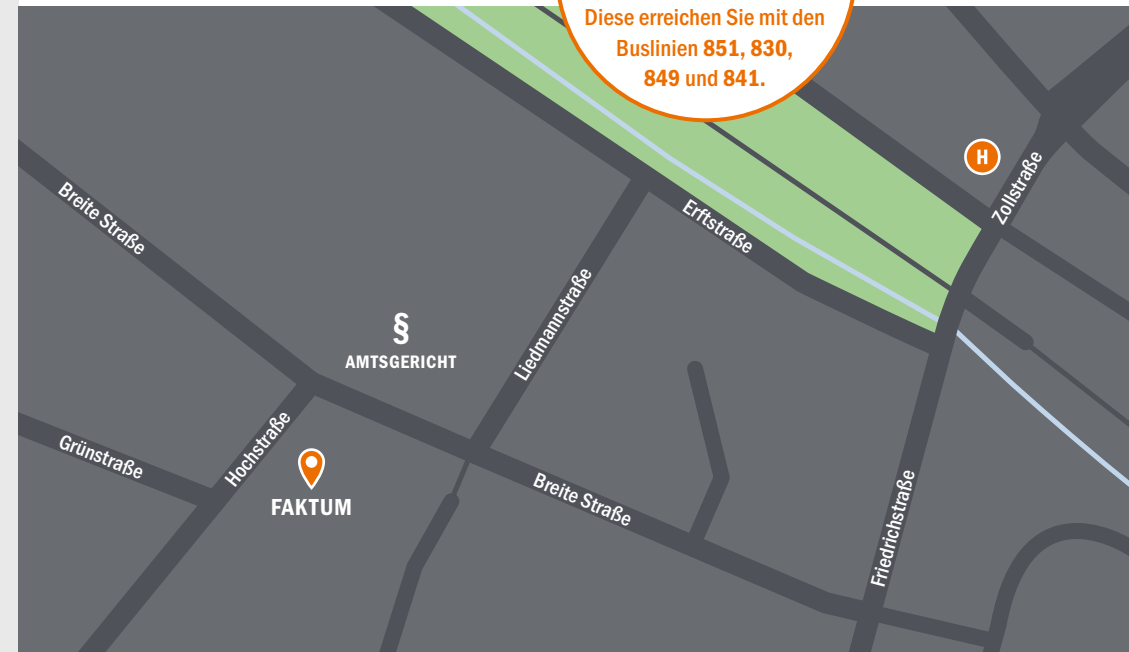 Diese erreichen Sie mit den
Buslinien 851, 830,
849 und 841.
H
Zollstraße
Breite Straße
Erftstraße
§
AMTSGERICHT
Liedmannstraße
Grünstraße
Hochstraße
FAKTUM
Breite Straße
Friedrichstraße